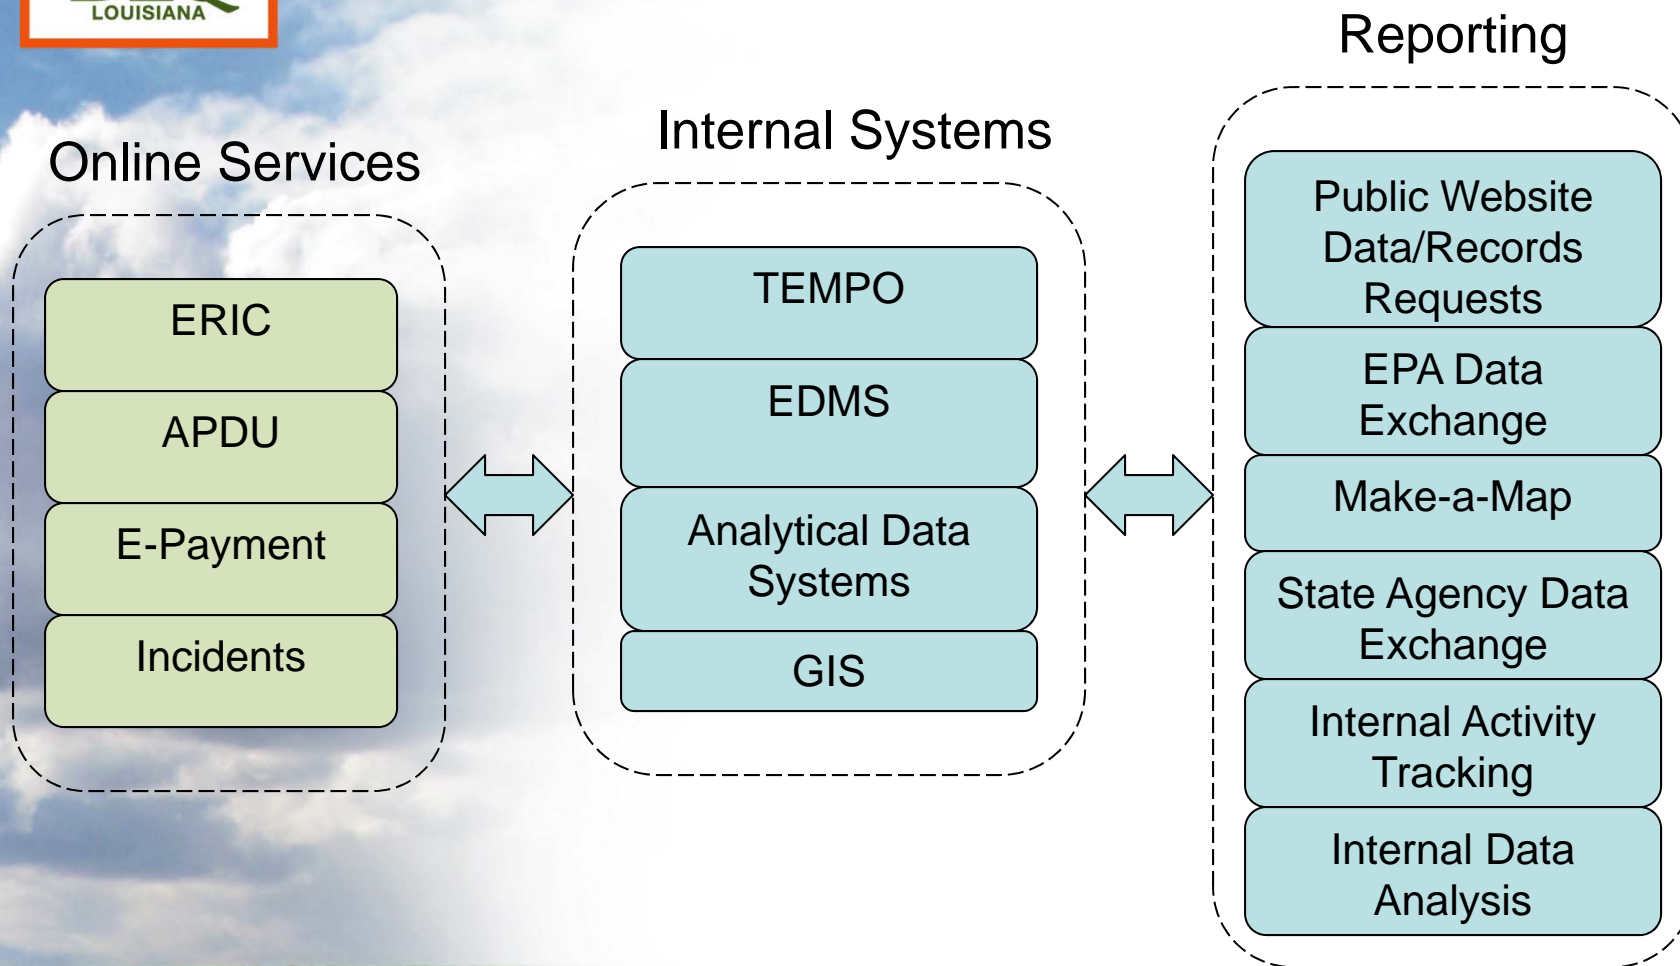 LOUISIANA
Online Services
ERIC
APDU
E-Payment
Incidents
Internal Systems
TEMPO
EDMS
Analytical Data
Systems
GIS
Reporting
Public Website
Data/Records
Requests
EPA Data
Exchange
Make-a-Map
State Agency Data
Exchange
Internal Activity
Tracking
Internal Data
Analysis